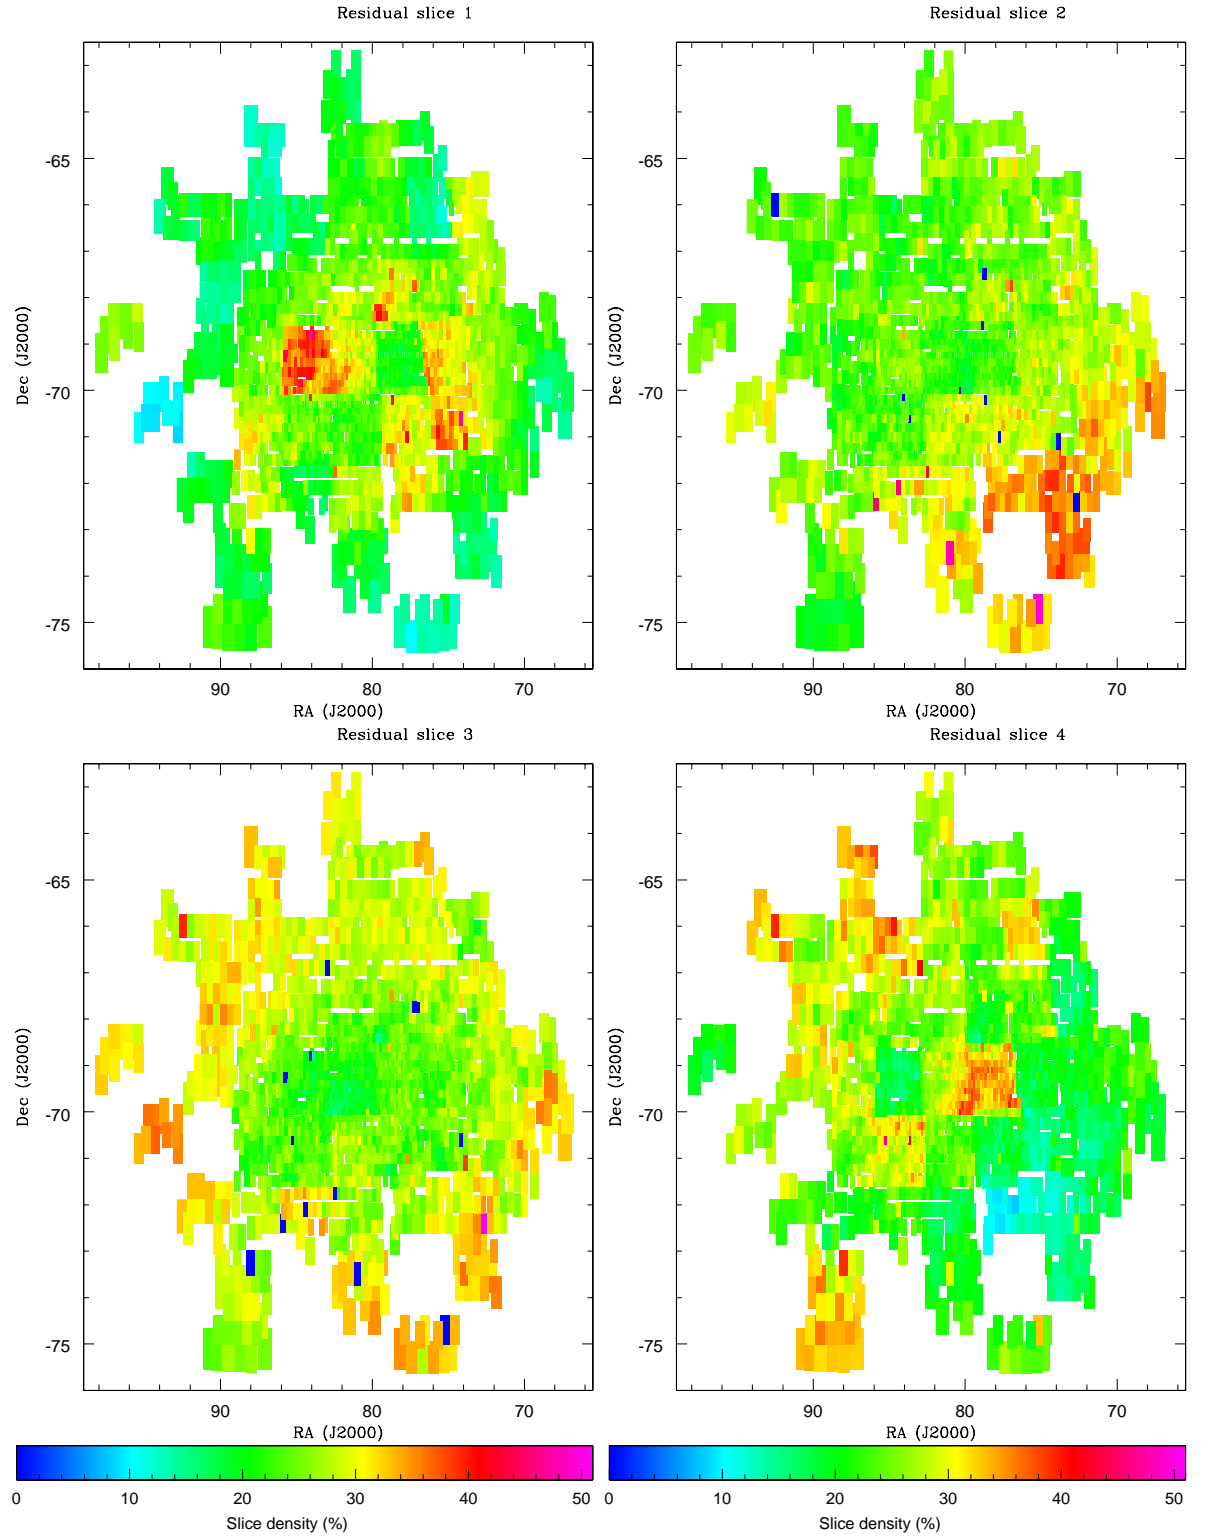 Residual slice 1
Residual slice 2
-65
-70
-75
Dec (J2000)
90
80
70
RA (J2000)
-65
-70
-75
Dec (J2000)
90
80
70
RA (J2000)
Residual slice 3
Residual slice 4
-65
-70
-75
Dec (J2000)
90
80
70
RA (J2000)
-65
-70
-75
Dec (J2000)
90
80
70
RA (J2000)
0 10 20 30 40 50
Slice density (%)
0 10 20 30 40 50
Slice density (%)